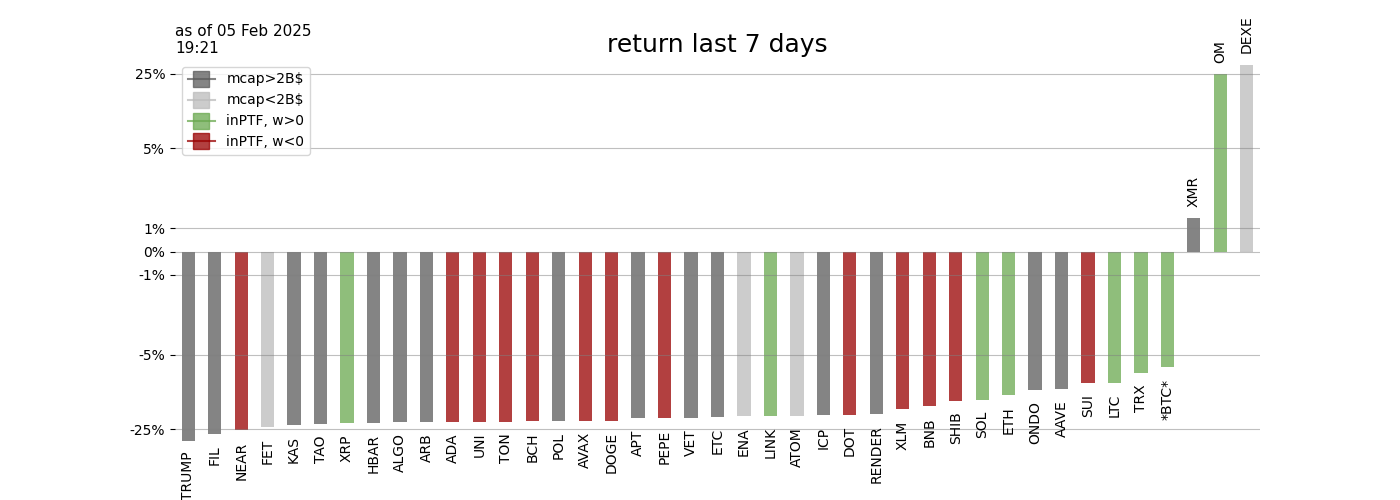 as of 05 Feb 2025
19:21
return last 7 days
mcap>2B$
mcap<2B$
inPTF, w>0
inPTF, w<0
25%
5%
1%
0%
-1%
-5%
-25%
TRUMP
FIL
NEAR
FET
KAS
TAO
XRP
HBAR
ALGO
ARB
ADA
UNI
TON
BCH
POL
AVAX
DOGE
APT
PEPE
VET
ETC
ENA
LINK
ATOM
ICP
DOT
RENDER
XLM
BNB
SHIB
SOL
ETH
ONDO
AAVE
SUI
LTC
TRX
*BTC*
XMR
OM
DEXE